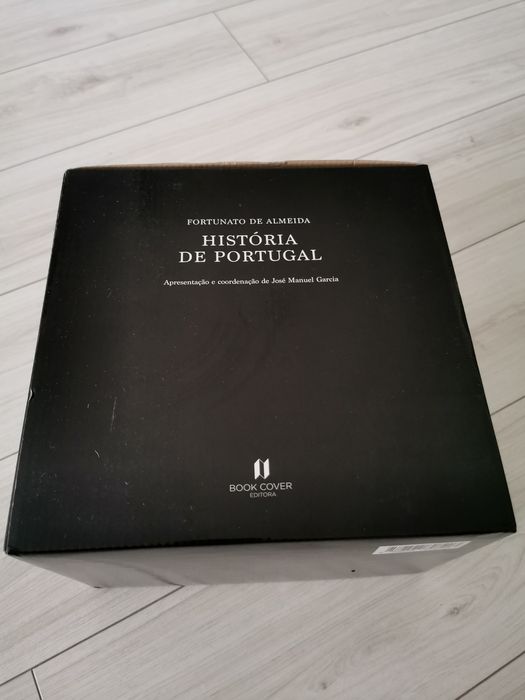 FORTUNATO DE ALMEIDA
HISTÓRIA
DE PORTUGAL
Apresentação e coordenação de José Manuel Garcia
BOOK COVER
EDITORA